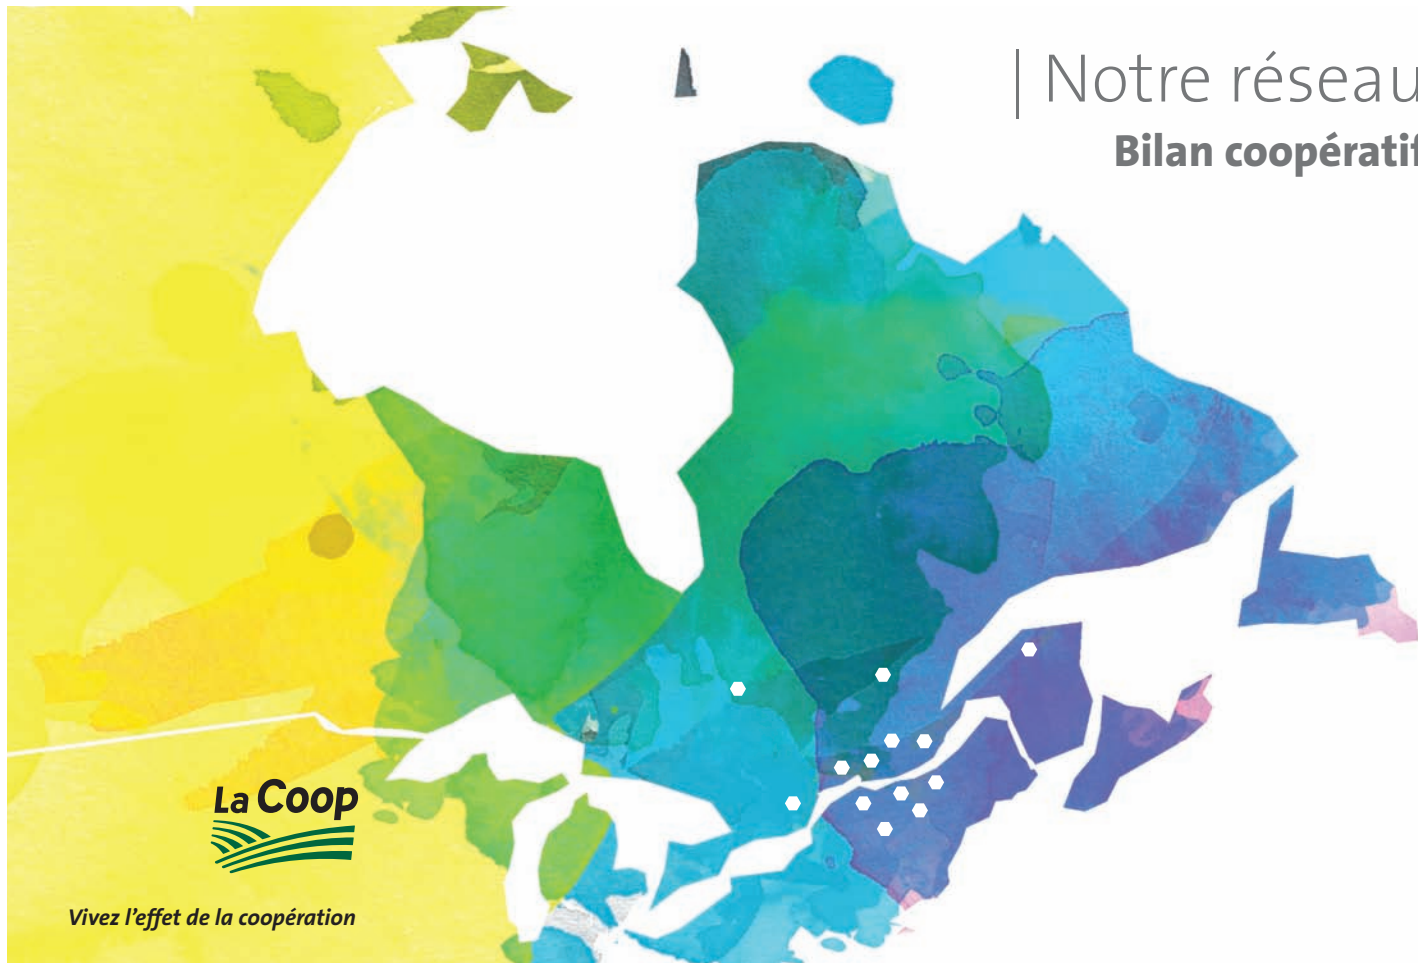 | Notre réseau
Bilan coopératif
La Coop
Vivez l'effet de la coopération